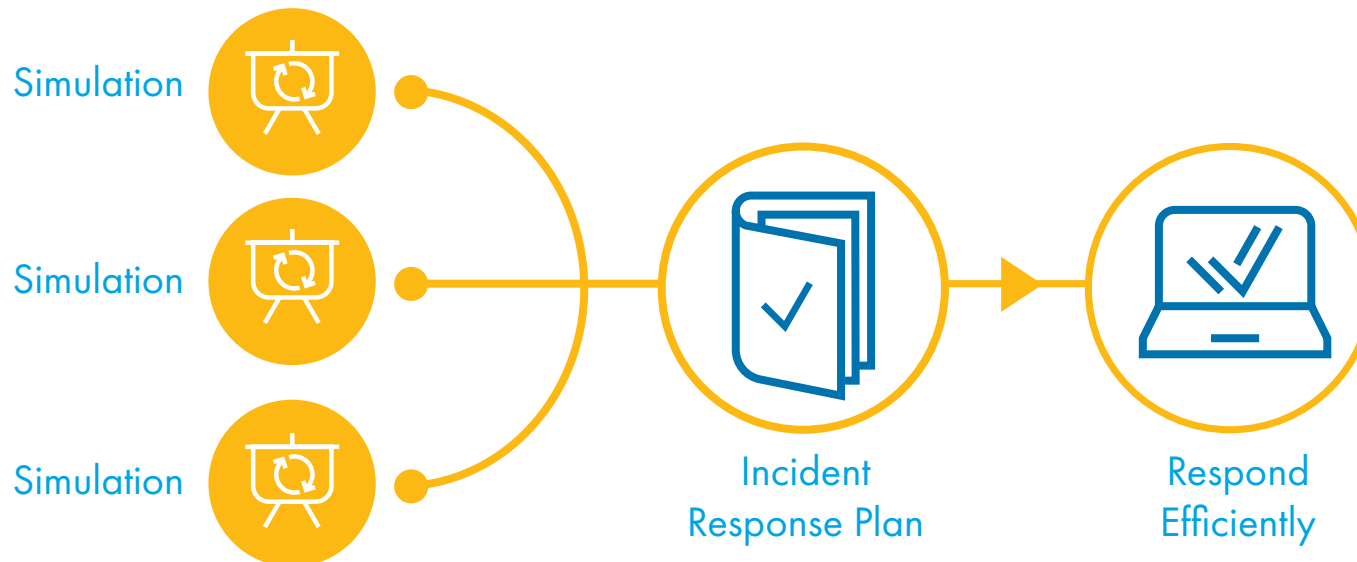 Simulation
Simulation
Simulation
Incident
Response Plan
Respond
Efficiently